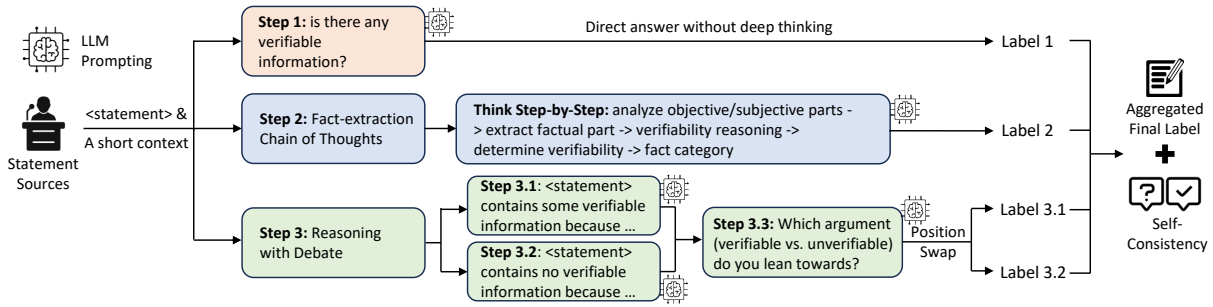 LLM
Prompting
Statement
Sources
<statement> &
A short context
Step 1: is there any
verifiable
information?
Direct answer without deep thinking
Label 1
Step 2: Fact-extraction
Chain of Thoughts
Think Step-by-Step: analyze objective/subjective parts -
> extract factual part -> verifiability reasoning ->
determine verifiability -> fact category
Label 2
Step 3: Reasoning
with Debate
Step 3.1: <statement>
contains some verifiable
information because ...
Step 3.2: <statement>
contains no verifiable
information because ...
Step 3.3: Which argument
(verifiable vs. unverifiable)
do you lean towards?
Position
Swap
Label 3.1
Label 3.2
Aggregated
Final Label
Self-
Consistency